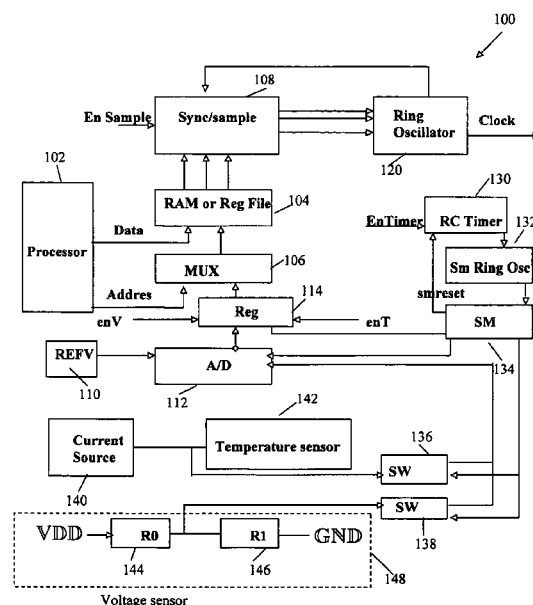 100
108
En Sample
Sync/sample
Ring
Oscillator
Clock
120
102
130
RAM or Reg File
104
EnTimer
RC Timer
132
Data
Processor
106
MUX
Sm Ring Osc
Addres
114
smreset
enV
Reg
enT
SM
REFV
A/D
134
110
112
142
Current
Source
Temperature sensor
136
SW
140
SW
VDD
R0
R1
GND
138
144
146
148
Voltage sensor